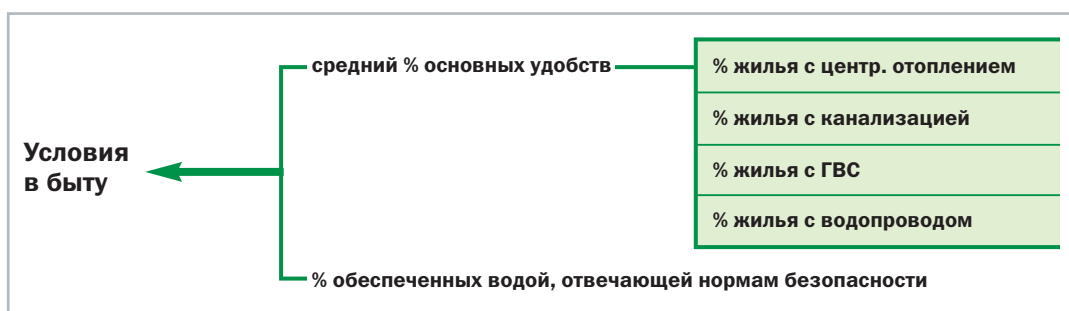 средний % основных удобств
% жилья с центр. отоплением
% жилья с канализацией
Условия
в быту
% жилья с ГВС
% жилья с водопроводом
% обеспеченных водой, отвечающей нормам безопасности